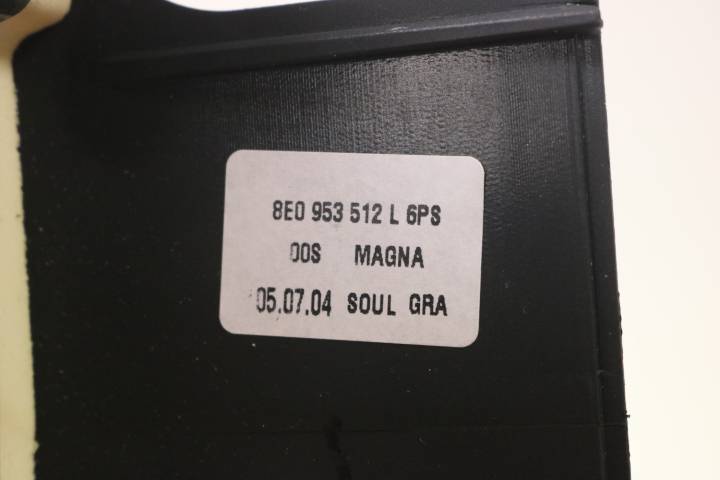 8E0 953 512 L 6PS
00S MAGNA
05.07.04 SOUL GRA